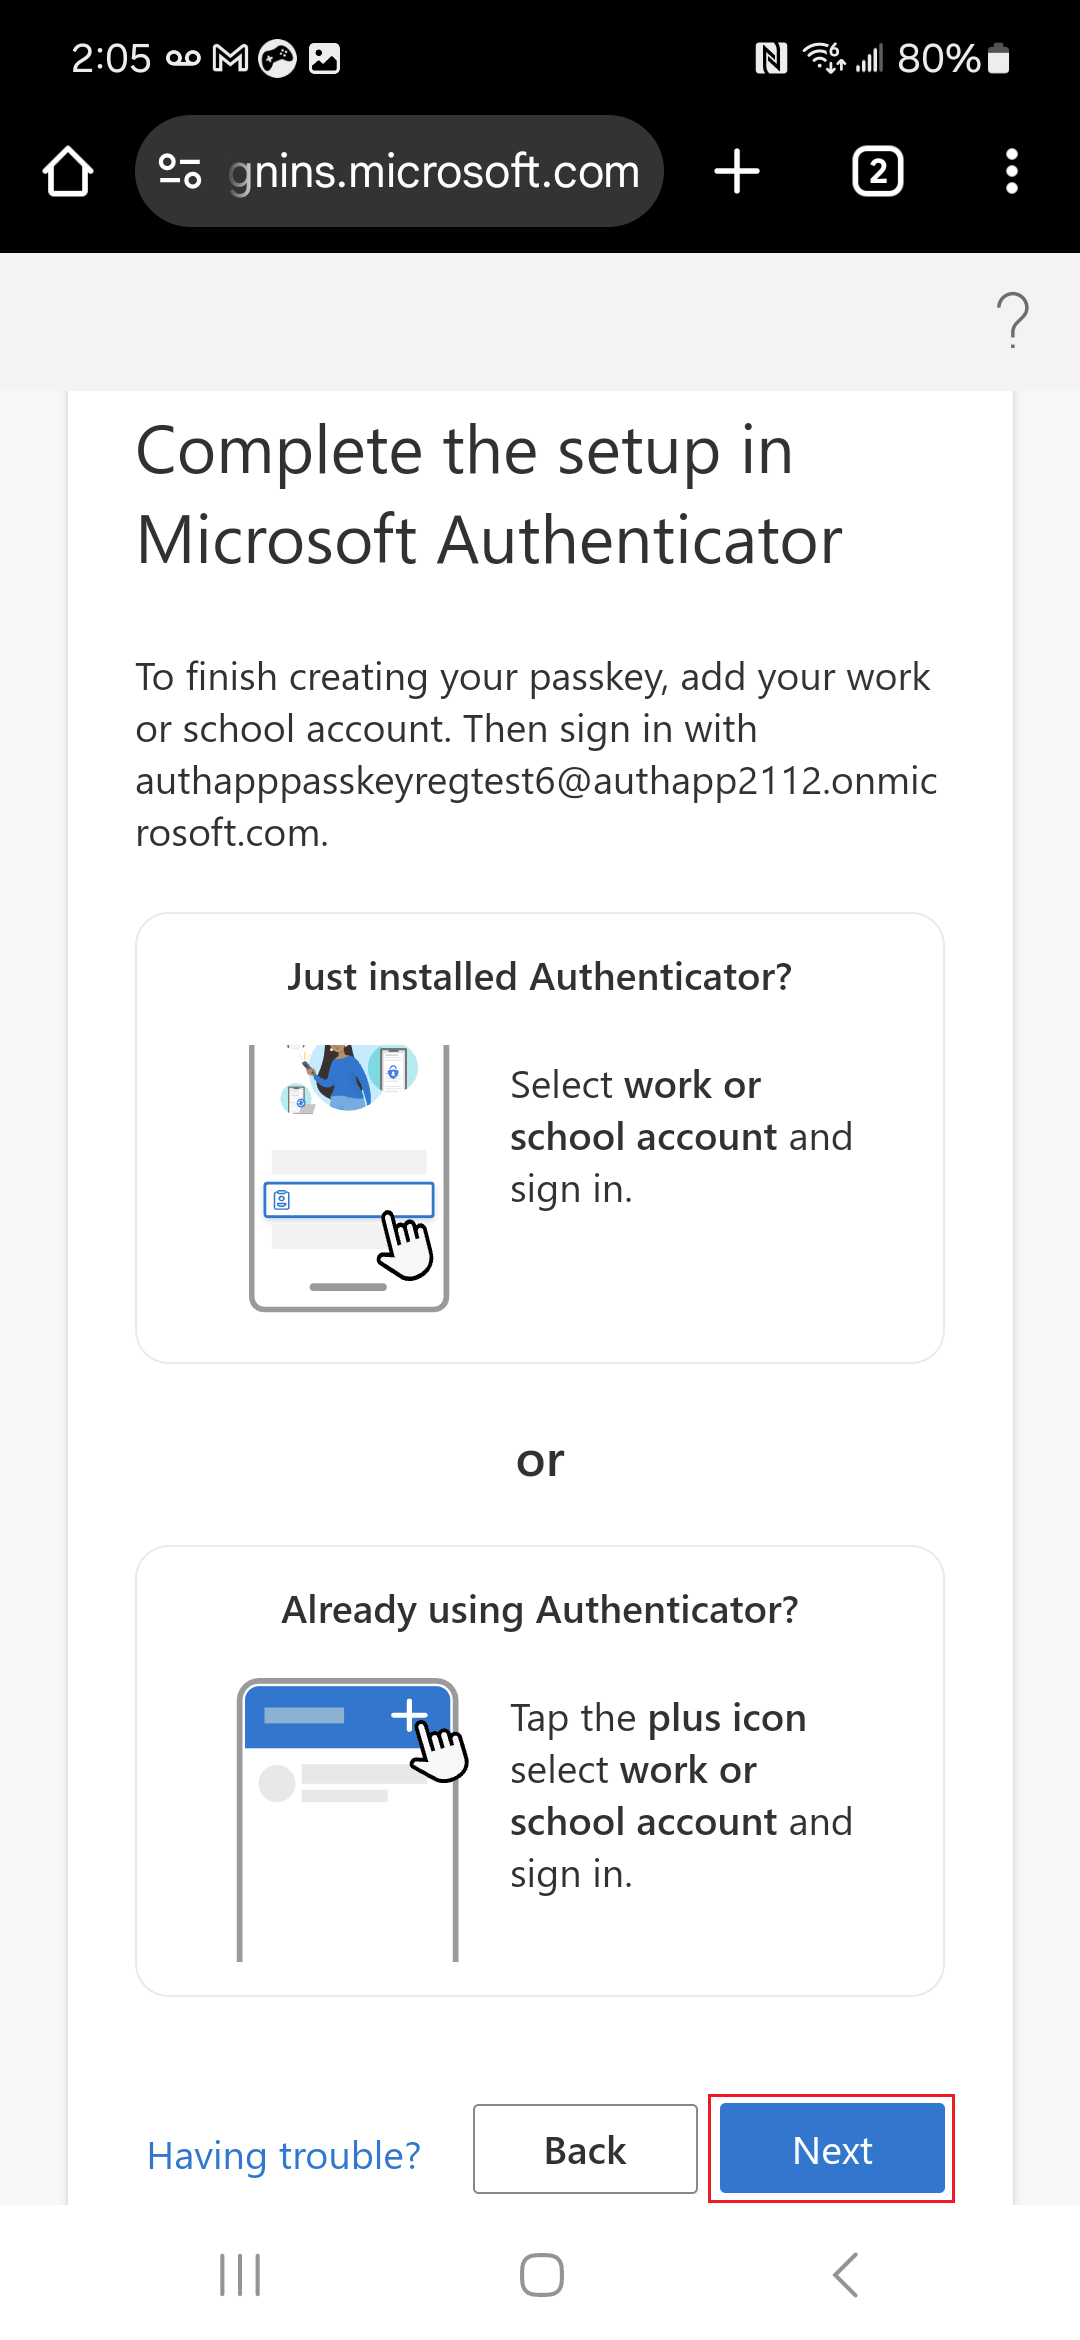 2:05
80%
gnins.microsoft.com
2
Complete the setup in
Microsoft Authenticator
To finish creating your passkey, add your work
or school account. Then sign in with
authapppasskeyregtest6@authapp2112.onmic
rosoft.com.
Just installed Authenticator?
Select work or
school account and
sign in.
or
Already using Authenticator?
Tap the plus icon
select work or
school account and
sign in.
Having trouble?
Back
Next